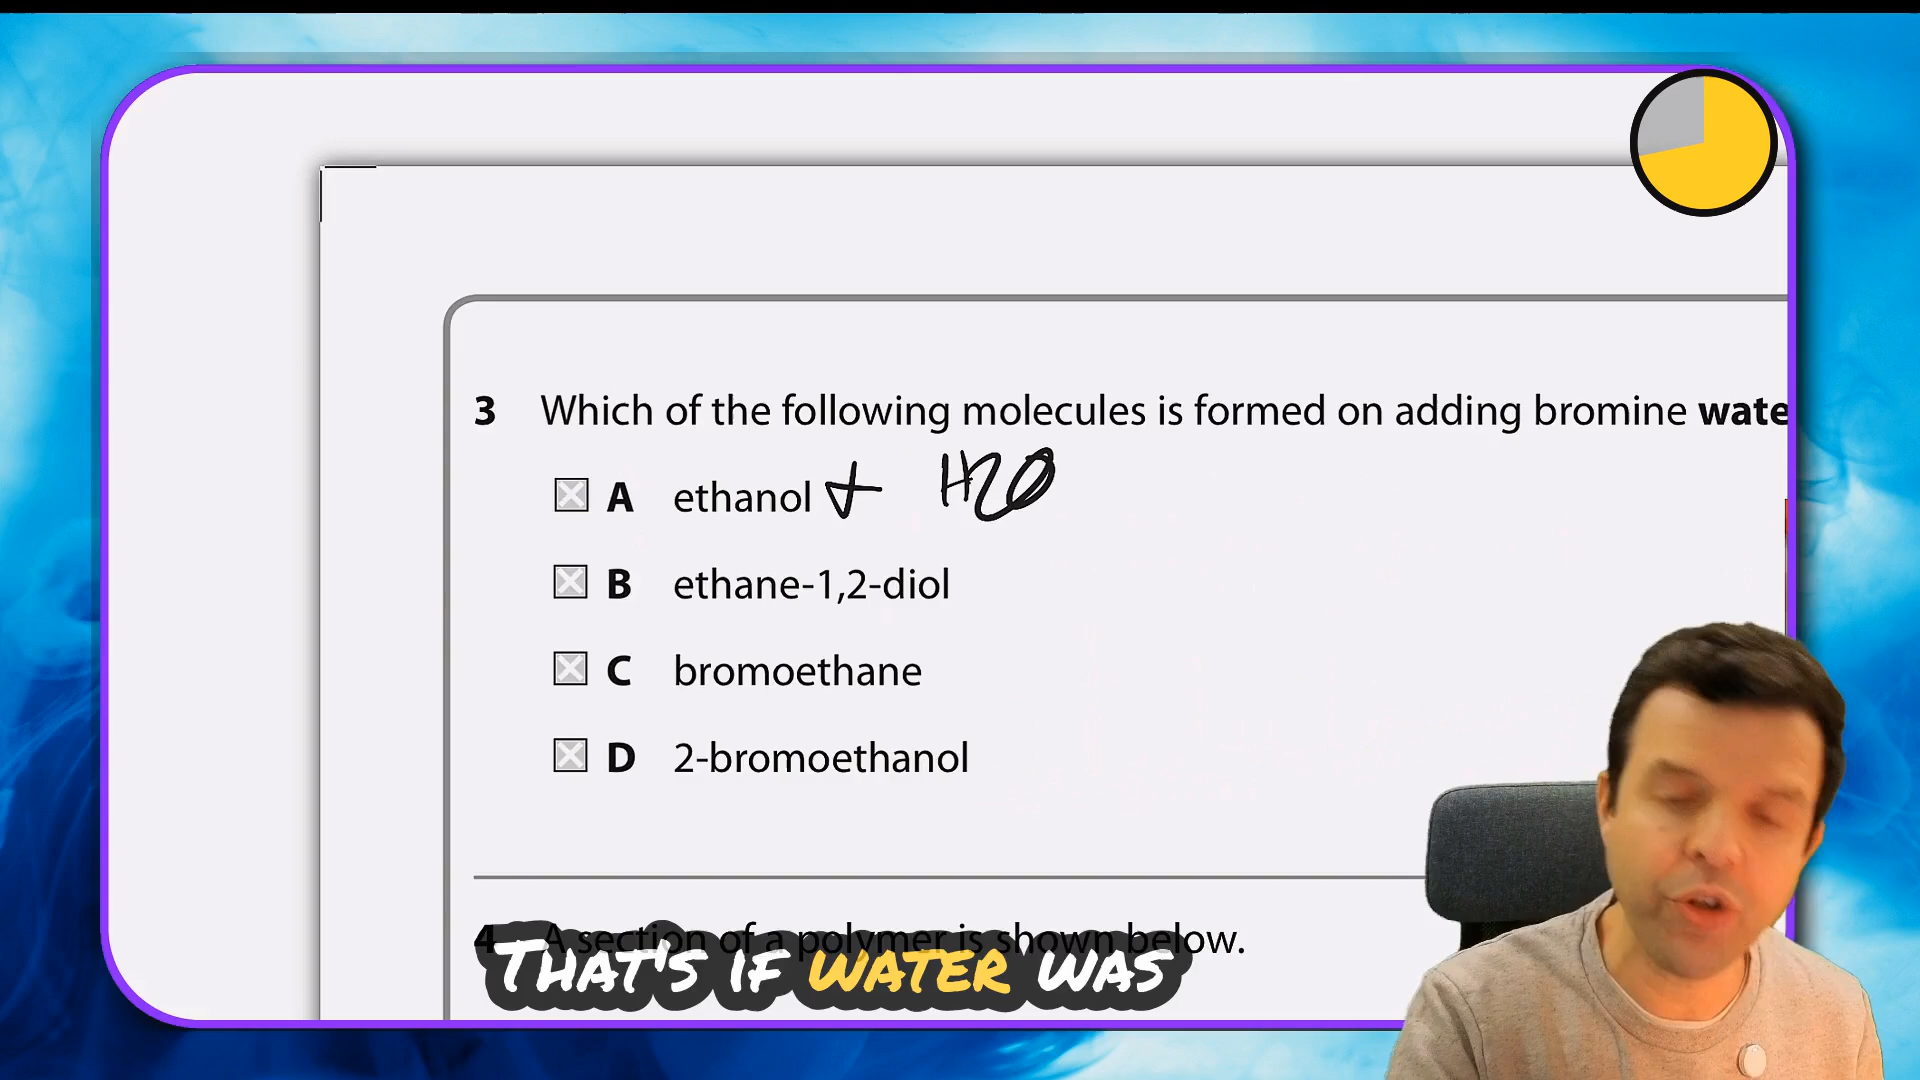 3 Which of the following molecules is formed on adding bromine wate
A ethanol + H2O
B ethane-1,2-diol
C bromoethane
D 2-bromoethanol
4 A section of a polymer is shown below.
THAT'S IF WATER WAS